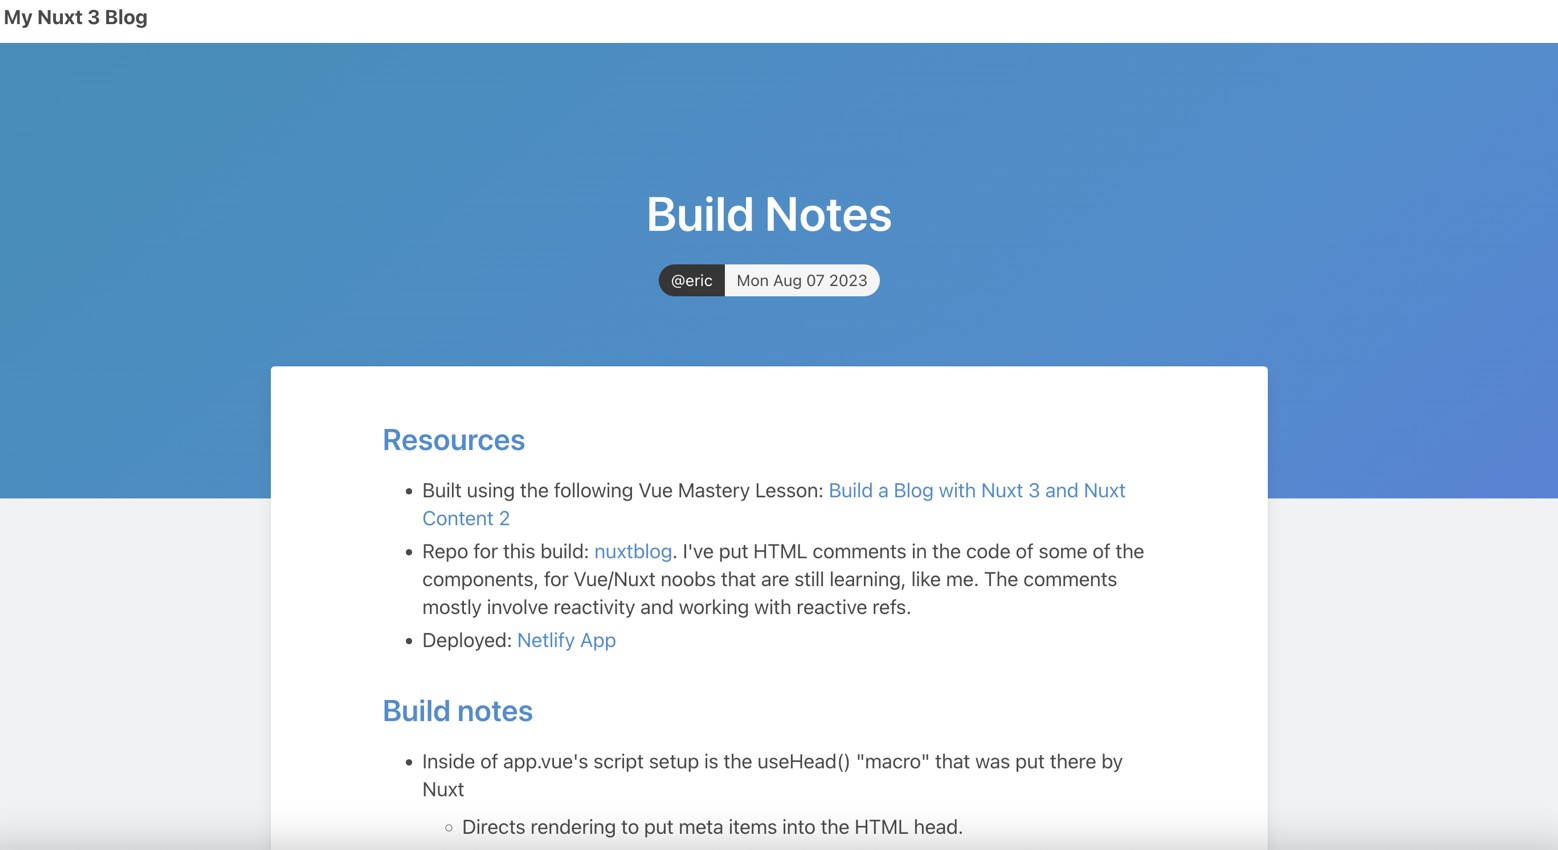 My Nuxt 3 Blog
Build Notes
@eric Mon Aug 07 2023
Resources
Built using the following Vue Mastery Lesson: Build a Blog with Nuxt 3 and Nuxt
Content 2
Repo for this build: nuxtblog. I've put HTML comments in the code of some of the
components, for Vue/Nuxt noobs that are still learning, like me. The comments
mostly involve reactivity and working with reactive refs.
Deployed: Netlify App
Build notes
Inside of app.vue's script setup is the useHead() "macro" that was put there by
Nuxt
Directs rendering to put meta items into the HTML head.